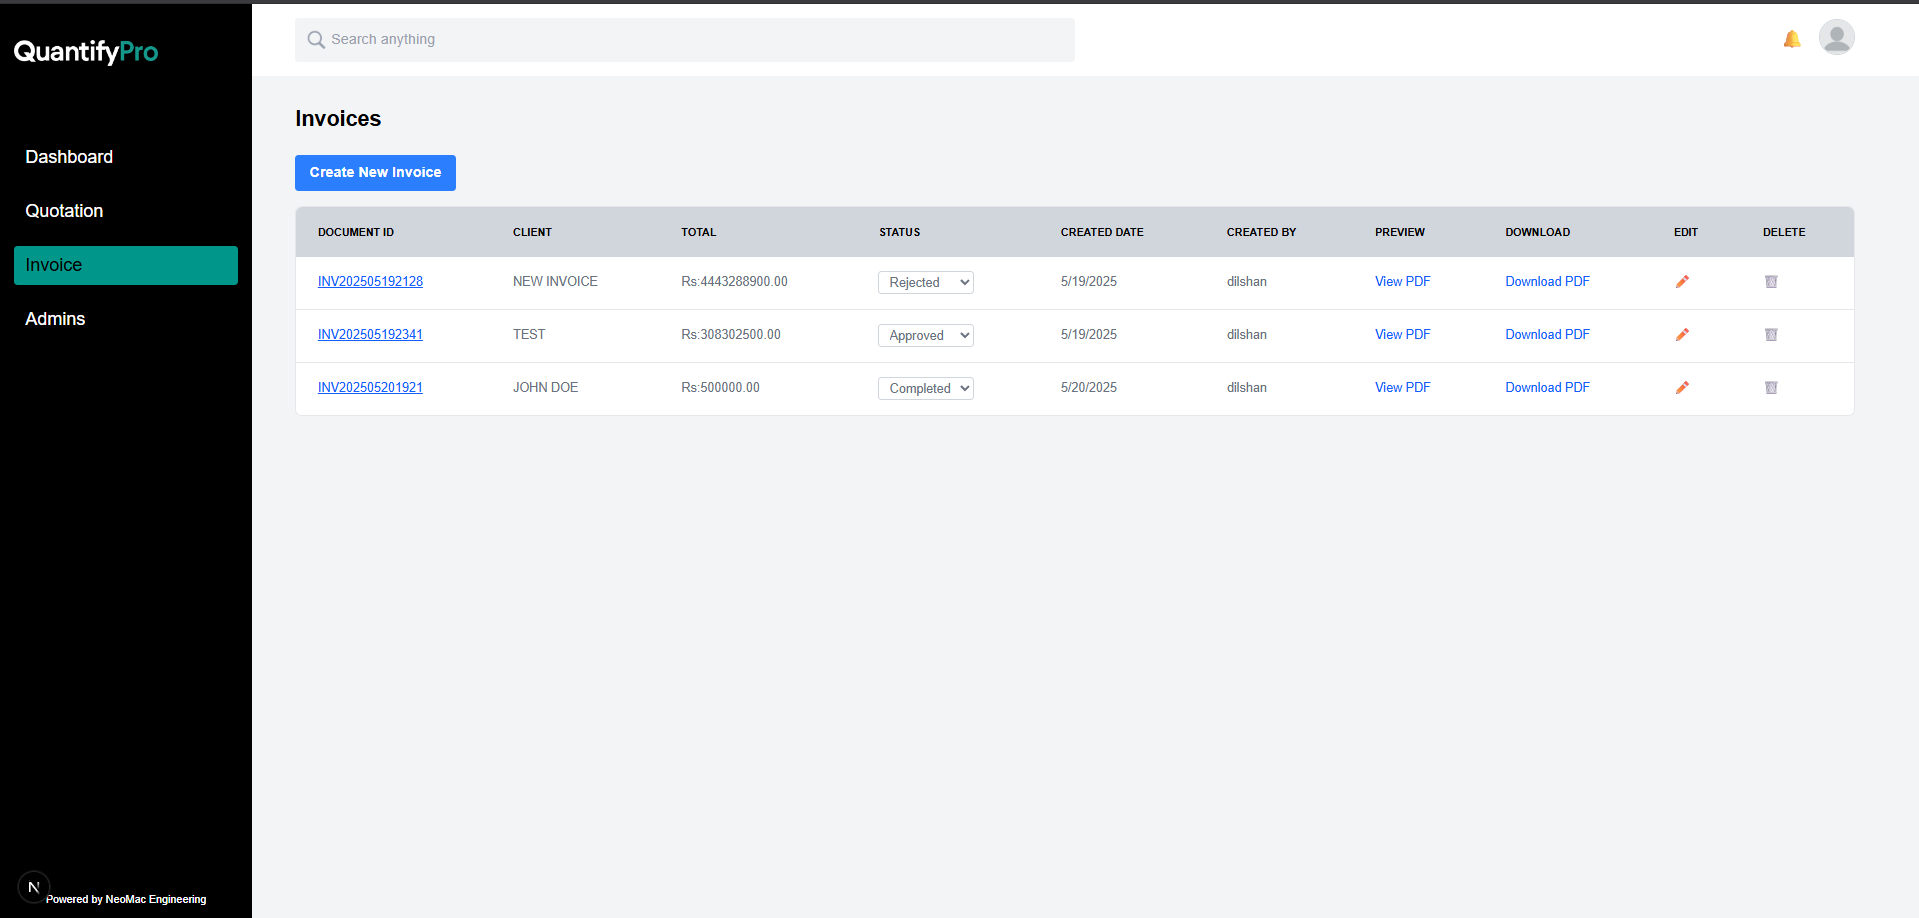 QuantifyPro
Search anything
Dashboard
Quotation
Invoice
Admins
Invoices
Create New Invoice
DOCUMENT ID CLIENT TOTAL STATUS CREATED DATE CREATED BY PREVIEW DOWNLOAD EDIT DELETE
INV202505192128 NEW INVOICE Rs:4443288900.00 Rejected 5/19/2025 dilshan View PDF Download PDF
INV202505192341 TEST Rs:308302500.00 Approved 5/19/2025 dilshan View PDF Download PDF
INV202505201921 JOHN DOE Rs:500000.00 Completed 5/20/2025 dilshan View PDF Download PDF
N
Powered by NeoMac Engineering